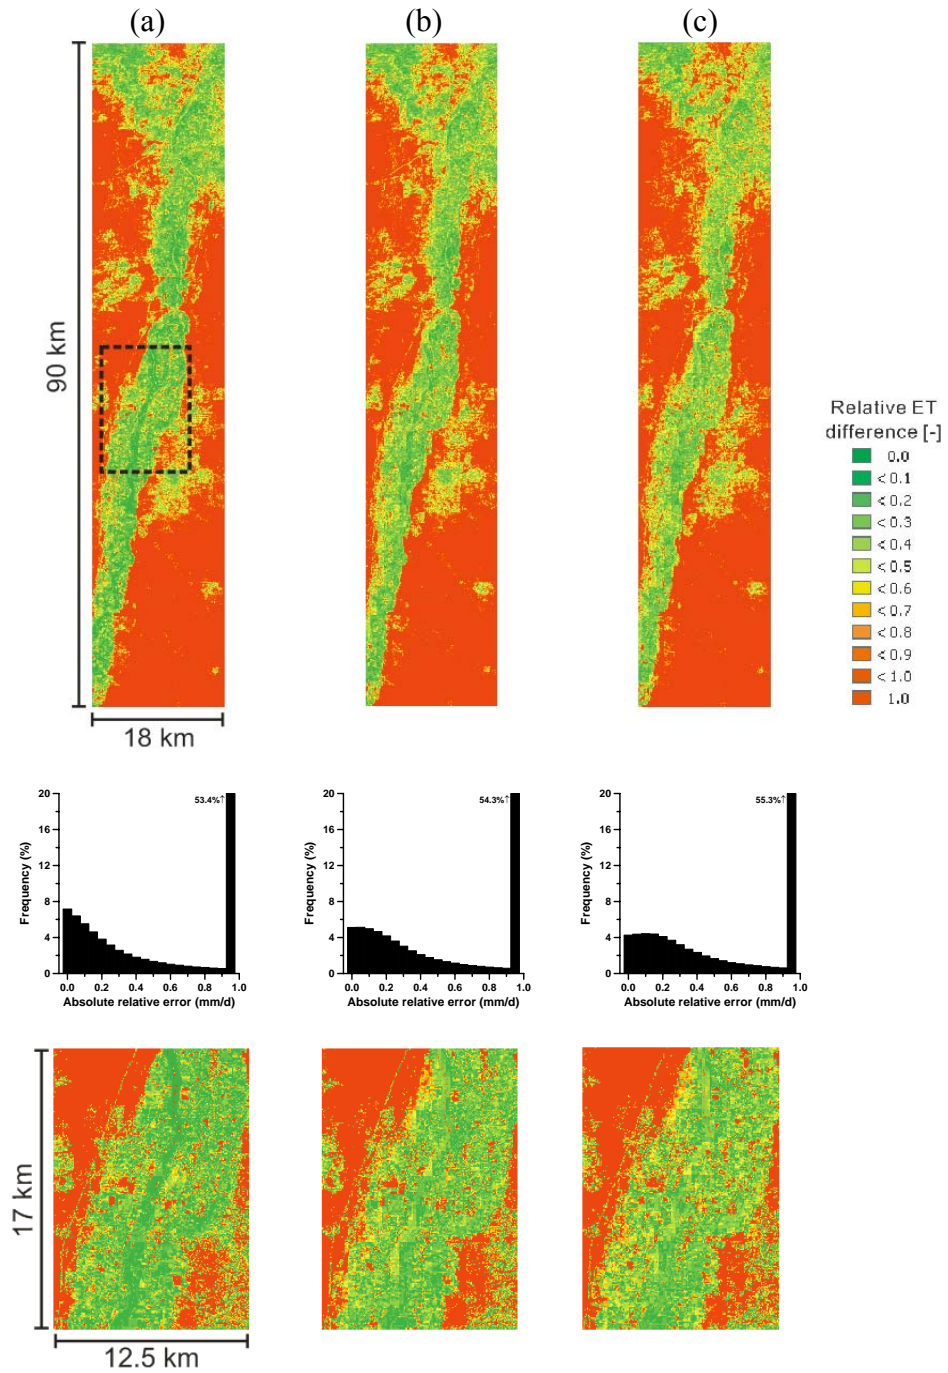 (a) (b) (c)
90 km
18 km
Relative ET
difference [-]
0.0
< 0.1
< 0.2
< 0.3
< 0.4
< 0.5
< 0.6
< 0.7
< 0.8
< 0.9
< 1.0
1.0
20
16
12
8
4
0
Frequency (%)
53.4%↑
0.0 0.2 0.4 0.6 0.8 1.0
Absolute relative error (mm/d)
20
16
12
8
4
0
Frequency (%)
54.3%↑
0.0 0.2 0.4 0.6 0.8 1.0
Absolute relative error (mm/d)
20
16
12
8
4
0
Frequency (%)
55.3%↑
0.0 0.2 0.4 0.6 0.8 1.0
Absolute relative error (mm/d)
17 km
12.5 km